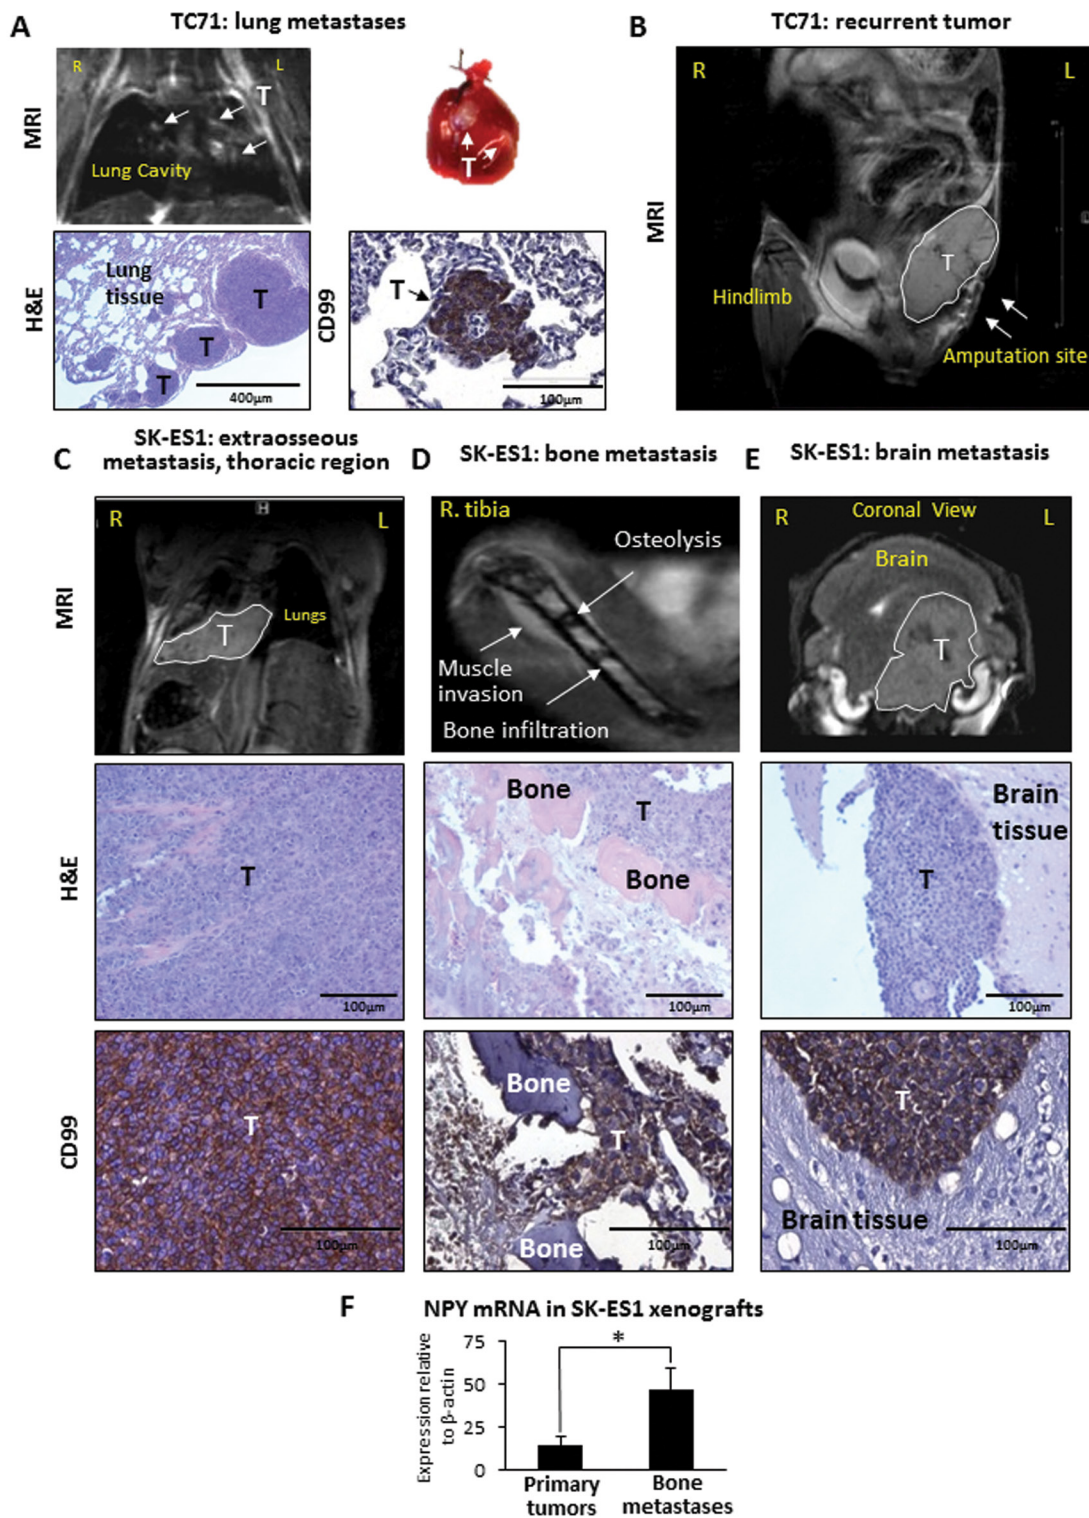 A
TC71: lung metastases
MRI
R
L
T
Lung Cavity
T
H&E
Lung
tissue
T
T
T
400µm
CD99
T
100µm
B
TC71: recurrent tumor
MRI
R
L
T
Hindlimb
Amputation site
C
SK-ES1: extraosseous
metastasis, thoracic region
MRI
R
H
L
Lungs
T
D
SK-ES1: bone metastasis
R. tibia
Osteolysis
Muscle
invasion
Bone infiltration
E
SK-ES1: brain metastasis
R
Coronal View
L
Brain
T
H&E
T
100µm
Bone
T
Bone
100µm
Brain
tissue
T
100µm
CD99
T
100µm
Bone
T
Bone
100µm
T
Brain tissue
100µm
F
NPY mRNA in SK-ES1 xenografts
Expression relative
to β-actin
75
50
25
0
*
Primary
tumors
Bone
metastases